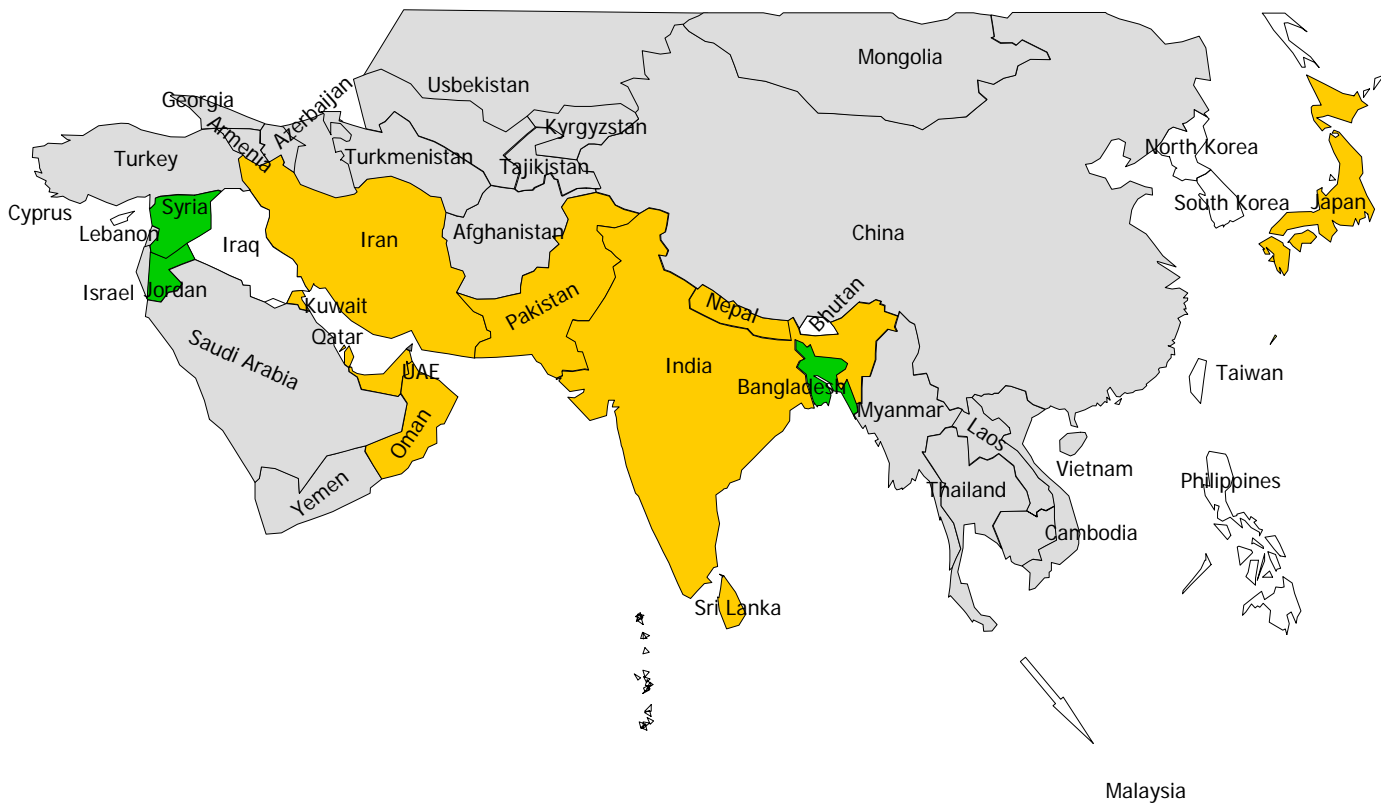 Mongolia
Usbekistan
Georgia
Azerbaijan
Armenia
Kyrgyzstan
Turkey
Turkmenistan
Tajikistan
North Korea
South Korea
Japan
Cyprus
Syria
Lebanon
Iraq
Iran
Afghanistan
China
Israel
Jordan
Kuwait
Pakistan
Nepal
Bhutan
Qatar
Saudi Arabia
UAE
India
Bangladesh
Taiwan
Myanmar
Oman
Laos
Vietnam
Yemen
Thailand
Philippines
Cambodia
Sri Lanka
Malaysia